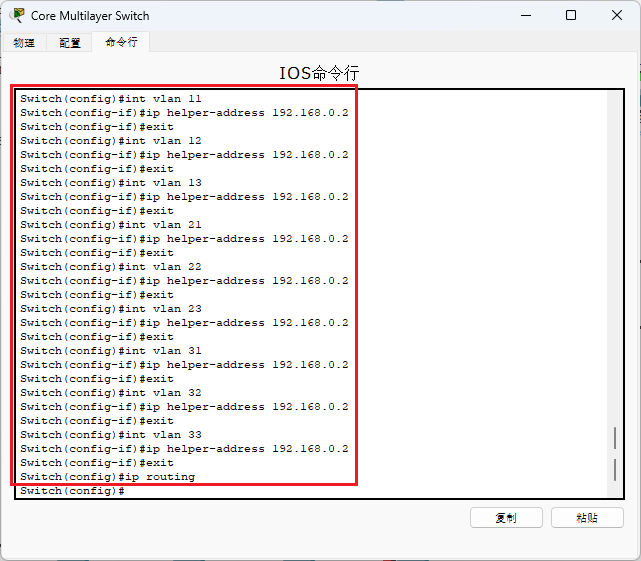 Core Multilayer Switch
物理 配置 命令行
IOS命令行
Switch(config)#int vlan 11
Switch(config-if)#ip helper-address 192.168.0.2
Switch(config-if)#exit
Switch(config)#int vlan 12
Switch(config-if)#ip helper-address 192.168.0.2
Switch(config-if)#exit
Switch(config)#int vlan 13
Switch(config-if)#ip helper-address 192.168.0.2
Switch(config-if)#exit
Switch(config)#int vlan 21
Switch(config-if)#ip helper-address 192.168.0.2
Switch(config-if)#exit
Switch(config)#int vlan 22
Switch(config-if)#ip helper-address 192.168.0.2
Switch(config-if)#exit
Switch(config)#int vlan 23
Switch(config-if)#ip helper-address 192.168.0.2
Switch(config-if)#exit
Switch(config)#int vlan 31
Switch(config-if)#ip helper-address 192.168.0.2
Switch(config-if)#exit
Switch(config)#int vlan 32
Switch(config-if)#ip helper-address 192.168.0.2
Switch(config-if)#exit
Switch(config)#int vlan 33
Switch(config-if)#ip helper-address 192.168.0.2
Switch(config-if)#exit
Switch(config)#ip routing
Switch(config)#
复制 粘贴